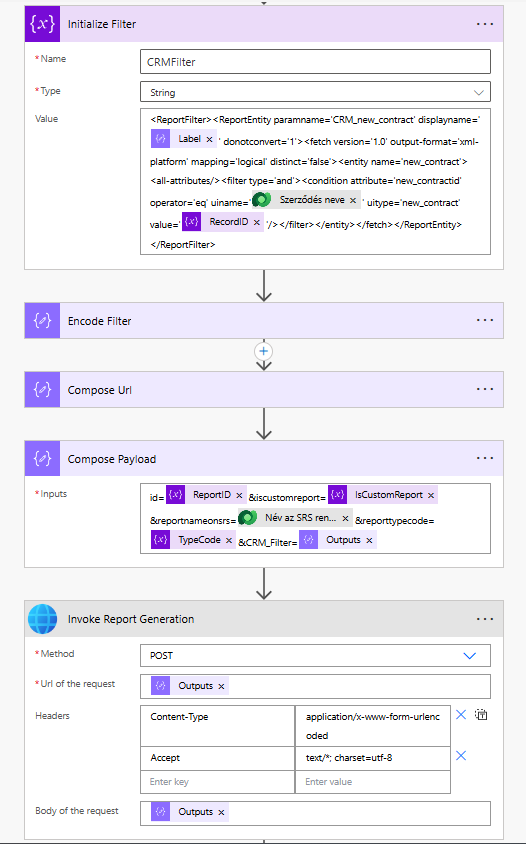 Initialize Filter
* Name
CRMFilter
* Type
String
Value
<ReportFilter><ReportEntity paramname='CRM_new_contract' displayname='
Label × ' donotconvert='1'><fetch version='1.0' output-format='xml-
platform' mapping='logical' distinct='false'><entity name='new_contract'>
<all-attributes/><filter type='and'><condition attribute='new_contractid'
operator='eq' uiname=' Szerződés neve × ' uitype='new_contract'
value=' {x} RecordID × '/></filter></entity></fetch></ReportEntity>
</ReportFilter>
Encode Filter
Compose Url
Compose Payload
* Inputs
id= {x} ReportID × &iscustomreport= {x} IsCustomReport ×
&reportnameonsrs= Név az SRS ren... × &reporttypecode=
{x} TypeCode × &CRM_Filter= Outputs ×
Invoke Report Generation
* Method
POST
* Url of the request
Outputs ×
Headers
Content-Type
application/x-www-form-urlenc
oded
Accept
text/*; charset=utf-8
Enter key
Enter value
Body of the request
Outputs ×